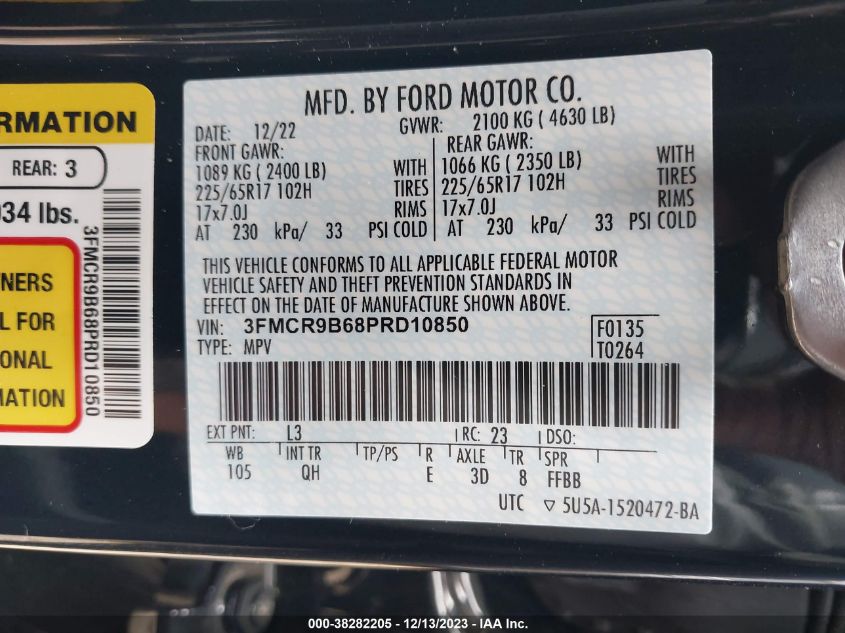 RMATION
REAR: 3
034 lbs.
NERS
L FOR
ONAL
MATION
3FMCR9B68PRD10850
MFD. BY FORD MOTOR CO.
DATE: 12/22 GVWR: 2100 KG ( 4630 LB)
FRONT GAWR: REAR GAWR:
1089 KG ( 2400 LB) WITH 1066 KG ( 2350 LB) WITH
225/65R17 102H TIRES 225/65R17 102H TIRES
17x7.0J RIMS 17x7.0J RIMS
AT 230 kPa/ 33 PSI COLD AT 230 kPa/ 33 PSI COLD
THIS VEHICLE CONFORMS TO ALL APPLICABLE FEDERAL MOTOR
VEHICLE SAFETY AND THEFT PREVENTION STANDARDS IN
EFFECT ON THE DATE OF MANUFACTURE SHOWN ABOVE.
VIN: 3FMCR9B68PRD10850 F0135
TYPE: MPV T0264
EXT PNT: L3 RC: 23 DSO:
WB INT TR TP/PS R AXLE TR SPR
105 QH E 3D 8 FFBB
UTC ▽ 5U5A-1520472-BA
000-38282205 - 12/13/2023 - IAA Inc.